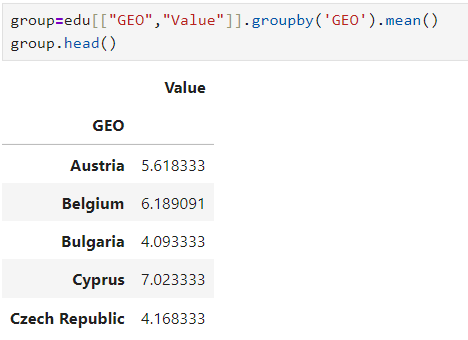 group=edu[["GEO","Value"]].groupby('GEO').mean()
group.head()
Value
GEO
Austria 5.618333
Belgium 6.189091
Bulgaria 4.093333
Cyprus 7.023333
Czech Republic 4.168333